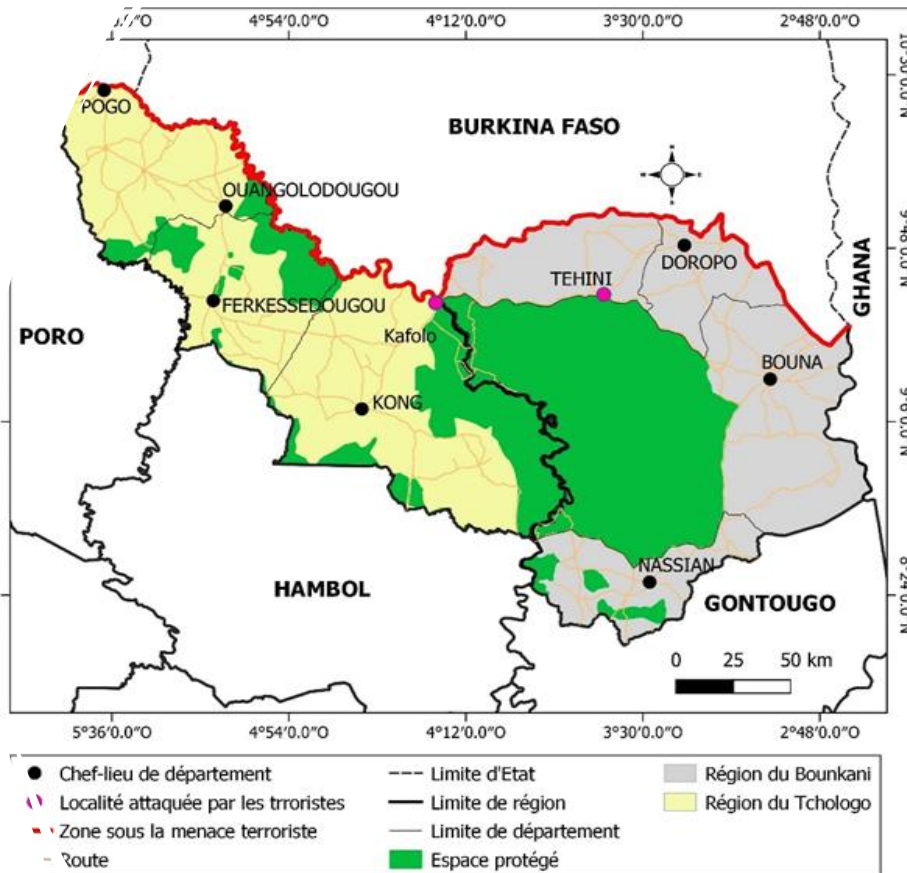 4°54'0.0"O 4°12'0.0"O 3°30'0.0"O 2°48'0.0"O
POGO
BURKINA FASO
OUANGOLODOUGOU
DOROPO
TEHINI
GHANA
FERKESSEDOUGOU
PORO
Kafolo
BOUNA
KONG
NASSIAN
HAMBOL
GONTOUGO
0 25 50 km
5°36'0.0"O 4°54'0.0"O 4°12'0.0"O 3°30'0.0"O 2°48'0.0"O
Chef-lieu de département
Localité attaquée par les trroristes
Zone sous la menace terroriste
Route
Limite d'Etat
Limite de région
Limite de département
Espace protégé
Région du Bounkani
Région du Tchologo